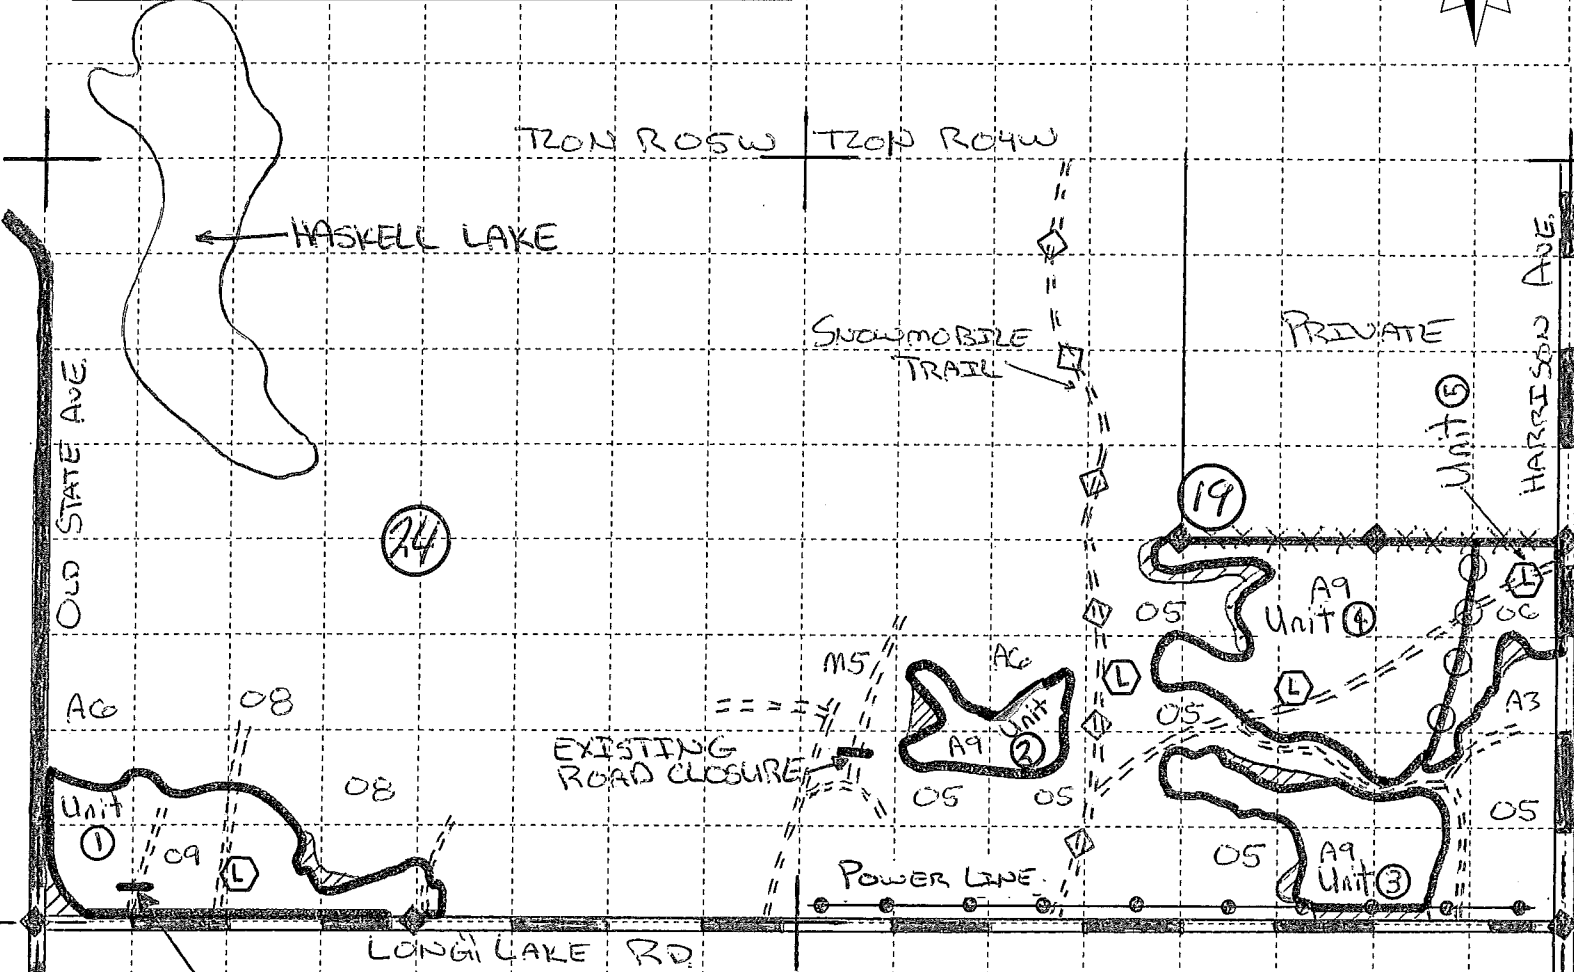 T20N R05W
T20N R04W
HASKELL LAKE
SNOWMOBILE
TRAIL
PRIVATE
HARRISON AVE.
Unit 5
OLD STATE AVE.
24
19
L
A9
Unit 4
05
06
M5
A6
L
L
A6
08
05
A3
Unit
2
A9
EXISTING
ROAD CLOSURE
08
05
05
05
Unit
1
09
L
05
A9
Unit 3
POWER LINE
LONG LAKE RD